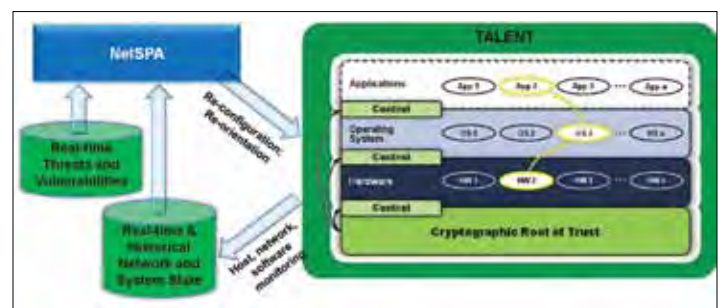 NetSPA
Real-time
Threats and
Vulnerabilities
Real-time &
Historical
Network and
System State
Re-configuration;
Re-orientation
Host, network,
software
monitoring
TALENT
Applications
App 2
App 3
App n
Control
Operating
System
OS 1
OS 2
OS 3
OS n
Control
Hardware
HW 1
HW 2
HW 3
HW n
Control
Cryptographic Root of Trust